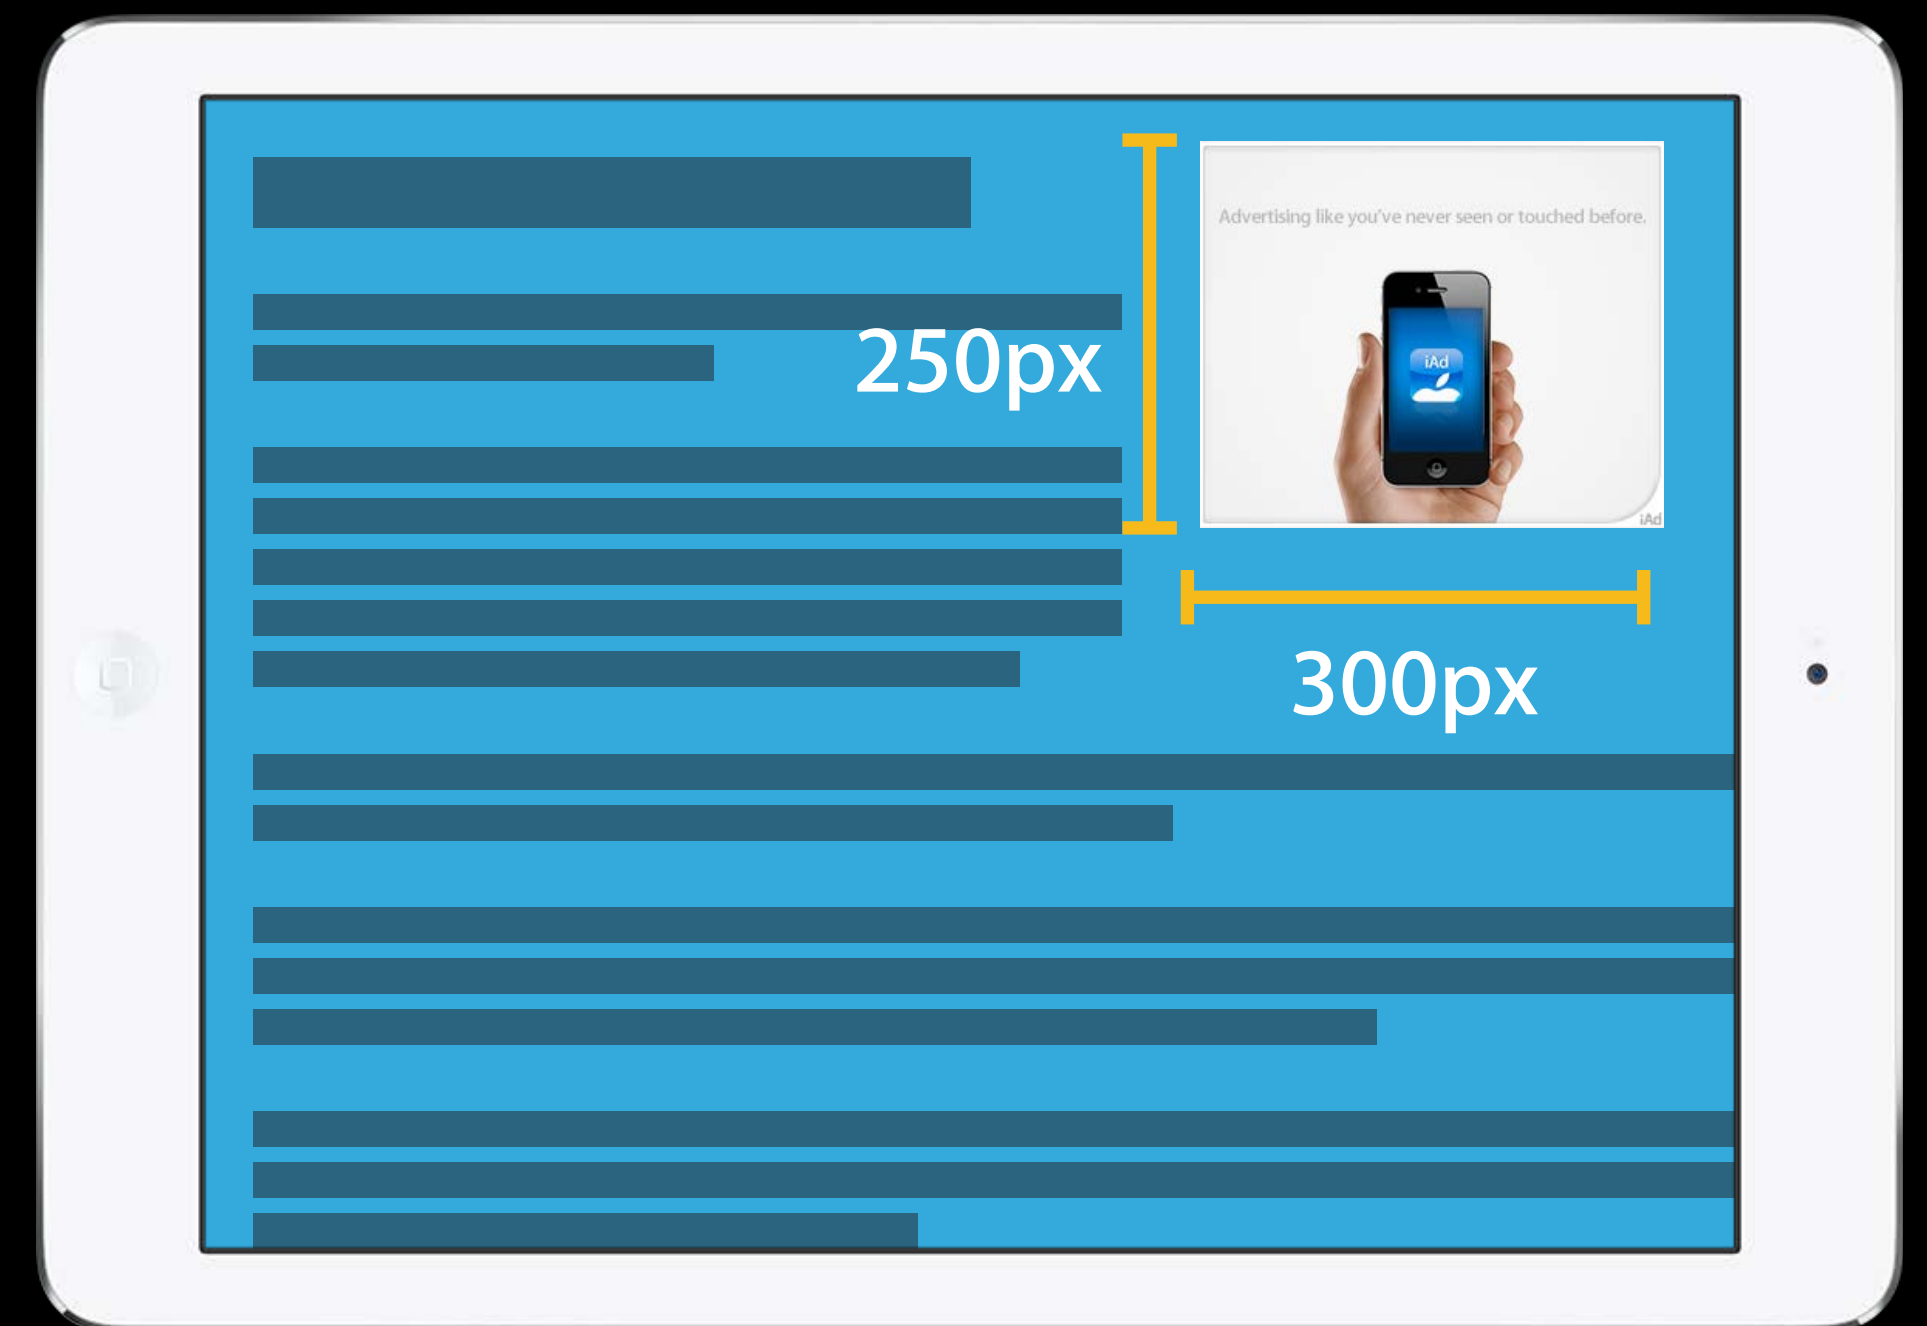 Advertising like you've never seen or touched before.
250px
iAd
iAd
300px